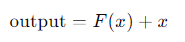 output = F(x) + x